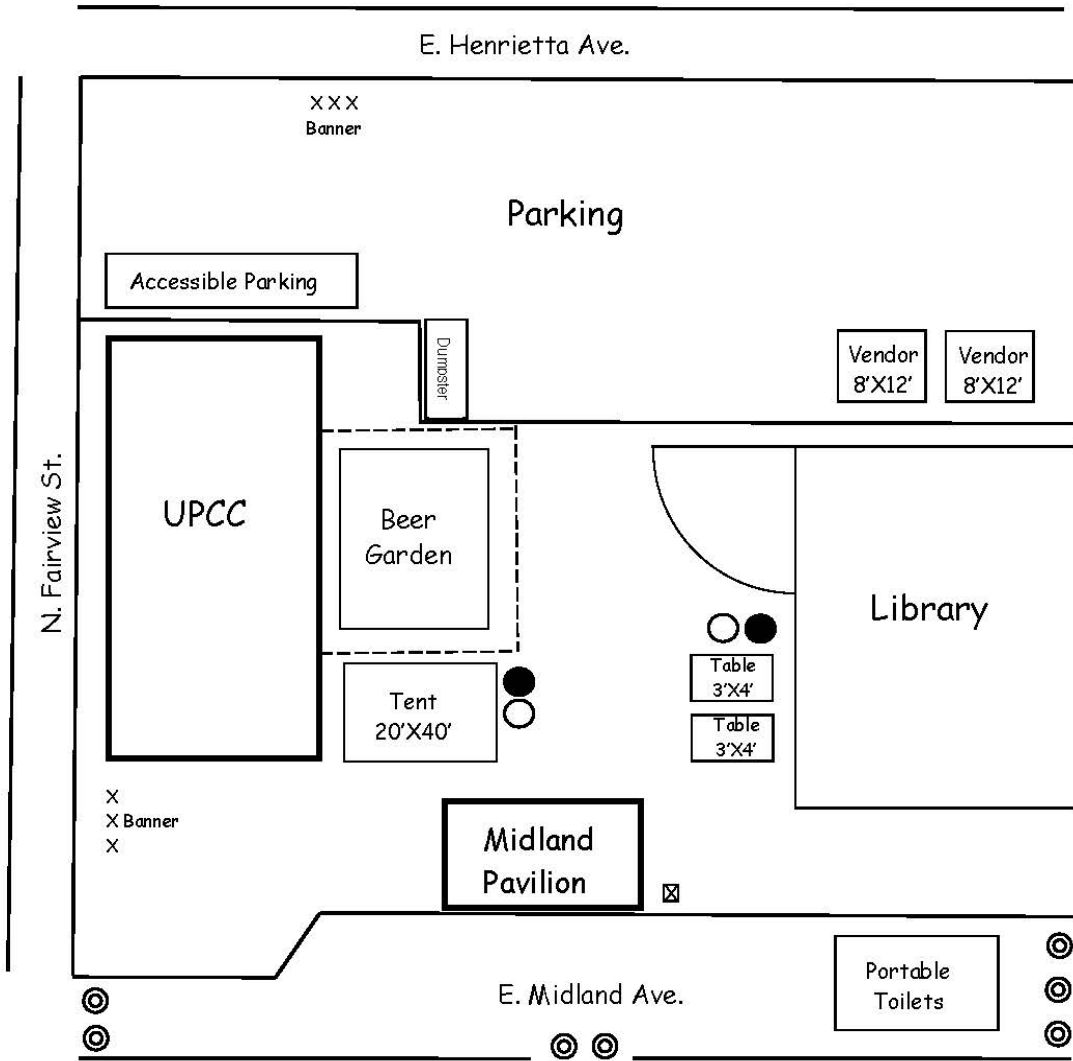 E. Henrietta Ave.
X X X
Banner
Parking
Accessible Parking
Dumpster
Vendor
8'X12'
Vendor
8'X12'
N. Fairview St.
UPCC
Beer
Garden
Library
Table
3'X4'
Tent
20'X40'
Table
3'X4'
X
X Banner
X
Midland
Pavilion
X
Portable
Toilets
E. Midland Ave.